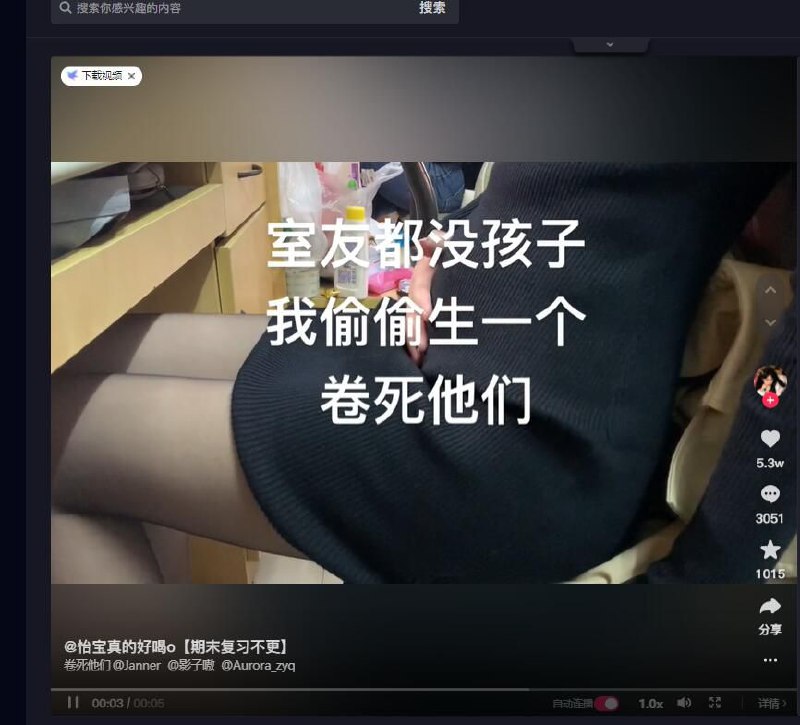 搜索你感兴趣的内容
搜索
下载视频
室友都没孩子
我偷偷生一个
卷死他们
5.3w
3051
1015
分享
@怡宝真的好喝o【期末复习不更】
卷死他们 @Janner @影子嗷 @Aurora_zyq
00:03 / 00:05
自动连播
1.0x
详情